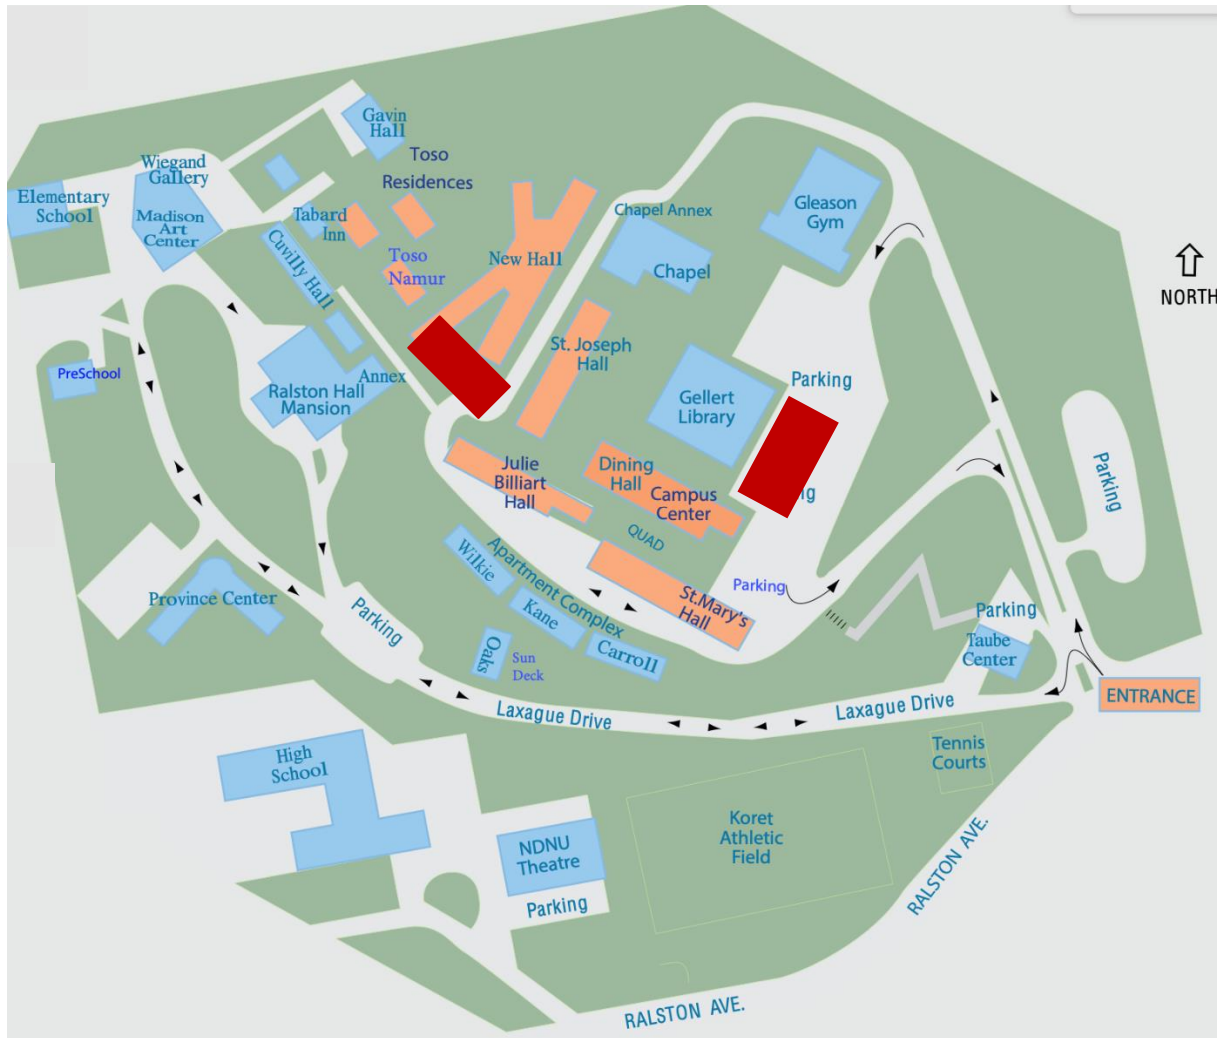 Gavin
Hall
Toso
Residences
Wiegand
Gallery
Elementary
School
Madison
Art
Center
Tabard
Inn
Cuvilly Hall
Toso
Namur
New Hall
Chapel Annex
Chapel
Gleason
Gym
NORTH
PreSchool
Ralston Hall
Mansion
Annex
St. Joseph
Hall
Gellert
Library
Parking
Parking
Julie
Billiart
Hall
Dining
Hall
Campus
Center
QUAD
Apartment Complex
Wilkie
Kane
Carroll
Oaks
Sun
Deck
St.Mary's
Hall
Parking
Province Center
Parking
Parking
Taube
Center
ENTRANCE
Laxague Drive
Laxague Drive
High
School
NDNU
Theatre
Parking
Koret
Athletic
Field
Tennis
Courts
RALSTON AVE.
RALSTON AVE.